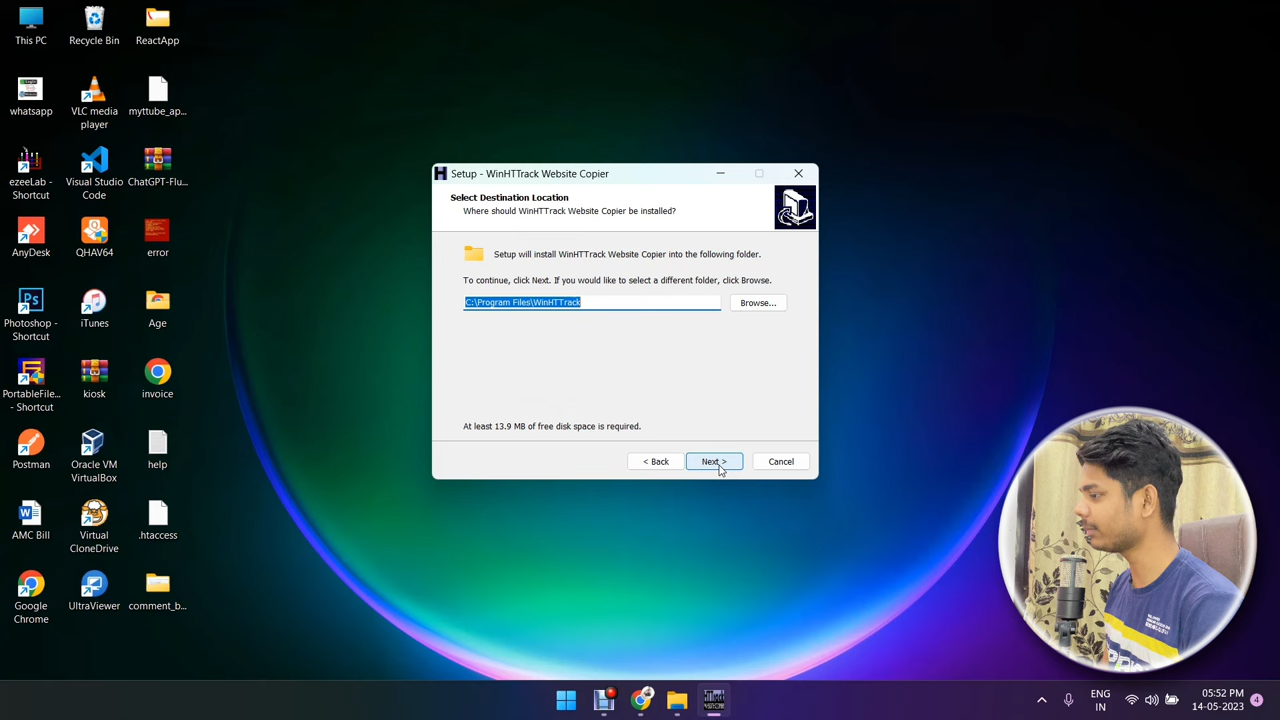 This PC
Recycle Bin
ReactApp
whatsapp
VLC media
player
myttube_ap...
ezeeLab -
Shortcut
Visual Studio
Code
ChatGPT-Flu...
AnyDesk
QHAV64
error
Photoshop -
Shortcut
iTunes
Age
PortableFile...
- Shortcut
kiosk
invoice
Postman
Oracle VM
VirtualBox
help
AMC Bill
Virtual
CloneDrive
.htaccess
Google
Chrome
UltraViewer
comment_b...
Setup - WinHTTrack Website Copier
Select Destination Location
Where should WinHTTrack Website Copier be installed?
Setup will install WinHTTrack Website Copier into the following folder.
To continue, click Next. If you would like to select a different folder, click Browse.
C:\Program Files\WinHTTrack
Browse...
At least 13.9 MB of free disk space is required.
< Back
Next >
Cancel
ENG
IN
05:52 PM
14-05-2023
4